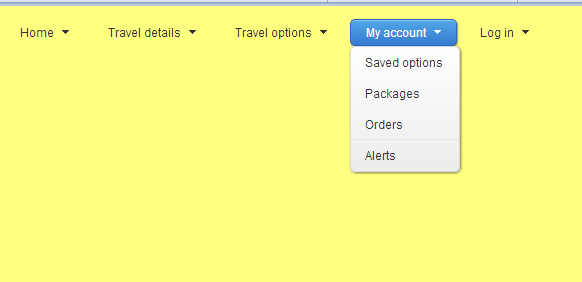 Home Travel details Travel options My account Log in
Saved options
Packages
Orders
Alerts